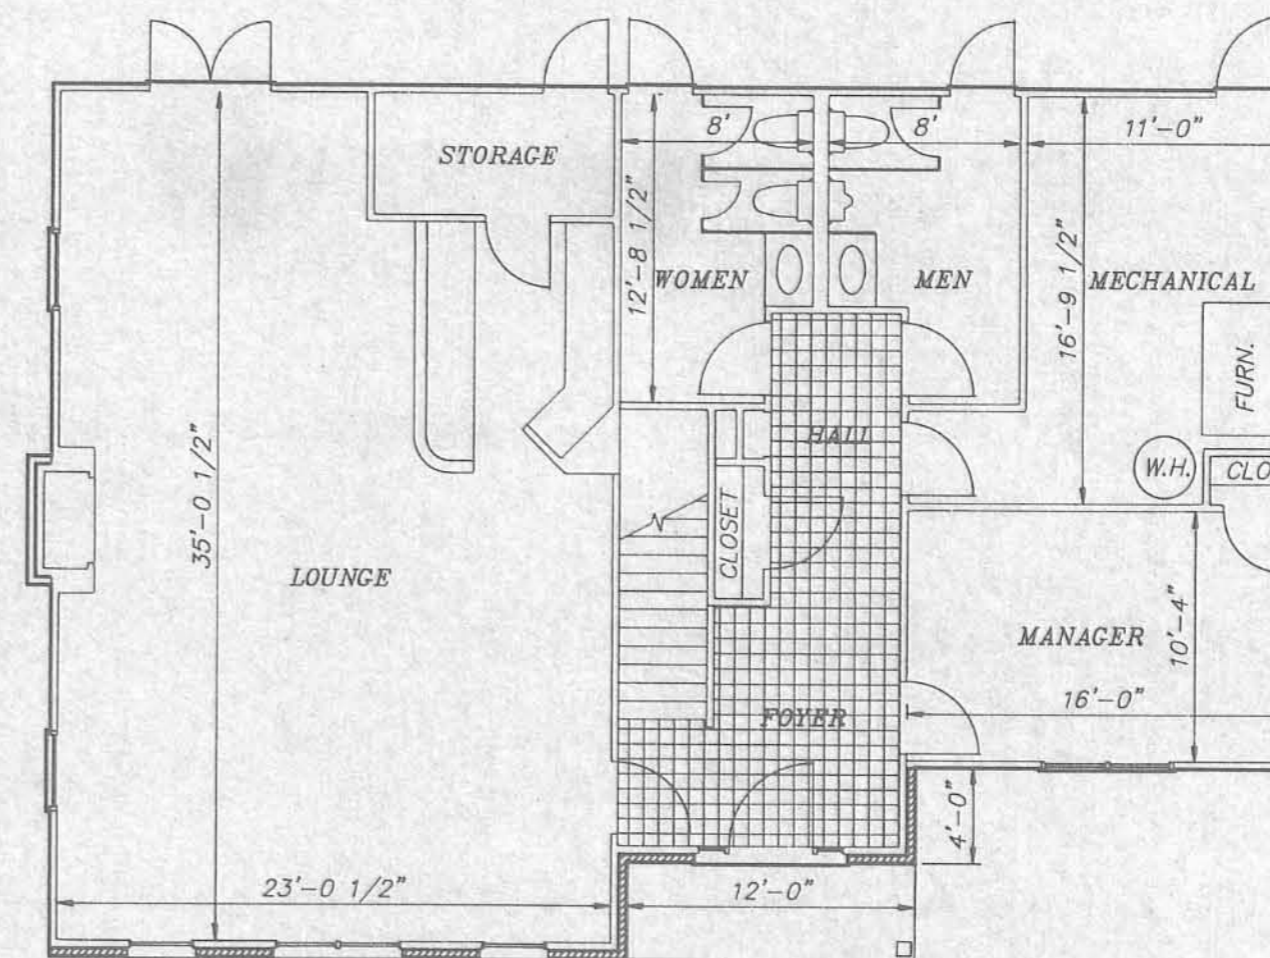 8'
8'
11'-0"
STORAGE
12'-8 1/2"
WOMEN
MEN
16'-9 1/2"
MECHANICAL
FURN.
HALL
W.H.
CLO
35'-0 1/2"
CLOSET
LOUNGE
MANAGER
10'-4"
16'-0"
FOYER
4'-0"
23'-0 1/2"
12'-0"